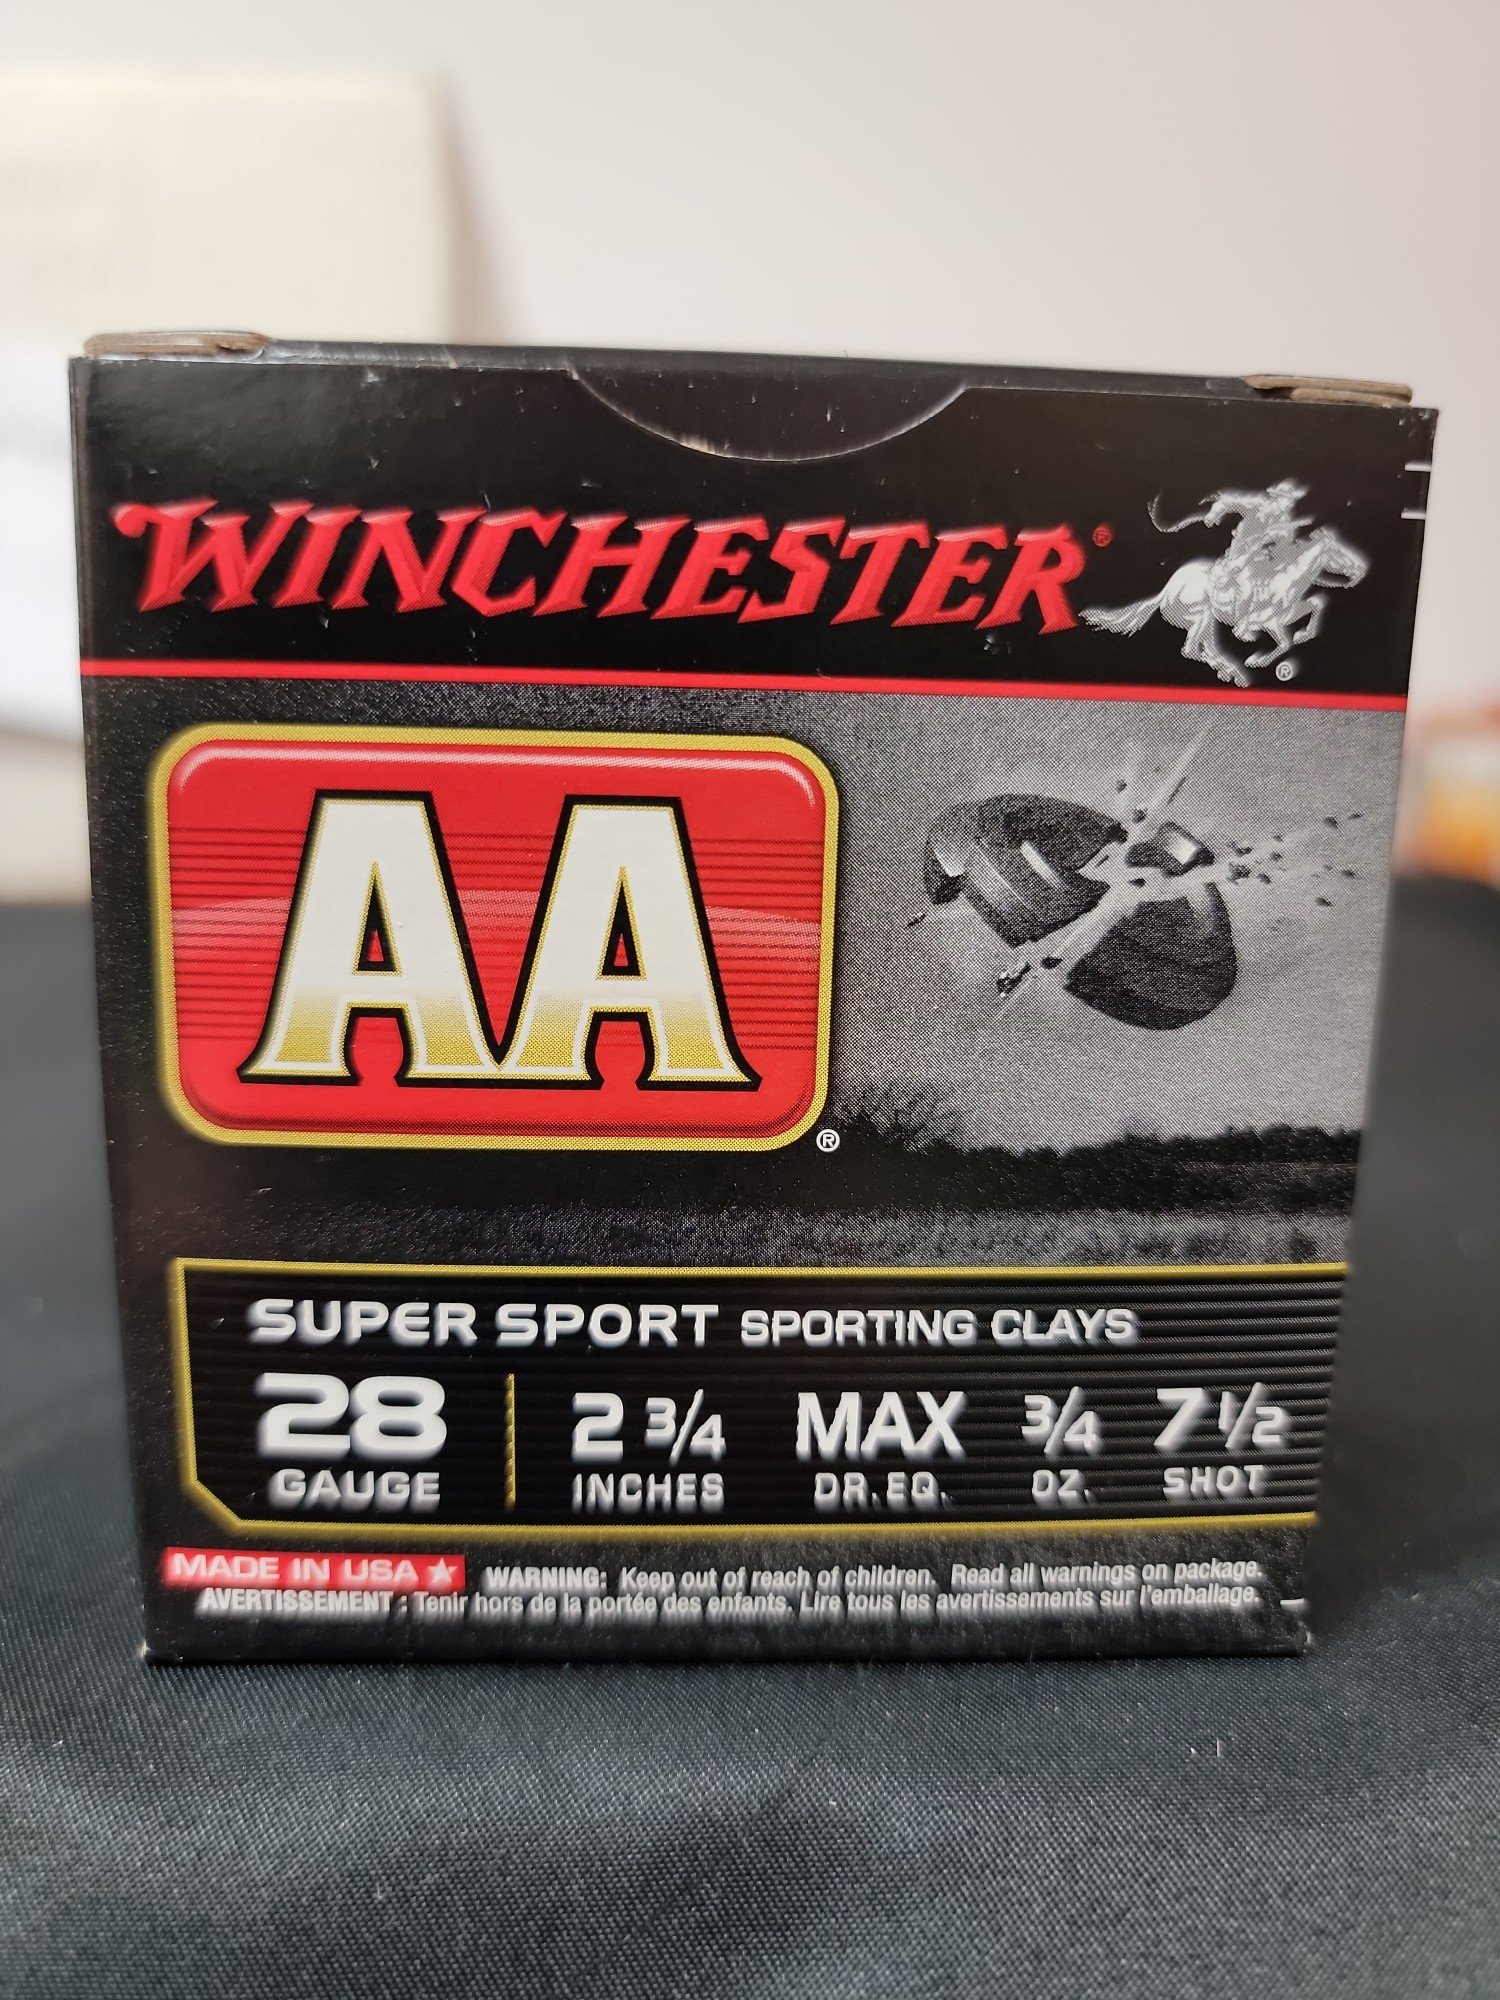 WINCHESTER®
®
AA®
SUPER SPORT SPORTING CLAYS
28 2 3/4 MAX 3/4 7 1/2
GAUGE INCHES DR. EQ. OZ. SHOT
MADE IN USA ★ WARNING: Keep out of reach of children. Read all warnings on package.
AVERTISSEMENT : Tenir hors de la portée des enfants. Lire tous les avertissements sur l'emballage.